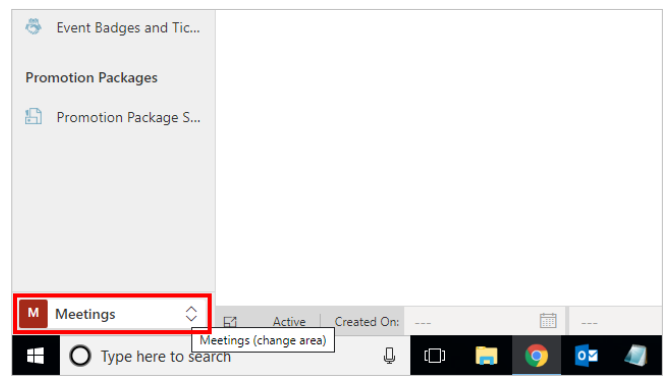 Event Badges and Tic...
Promotion Packages
Promotion Package S...
M Meetings
Active Created On: --- ---
Meetings (change area)
Type here to search